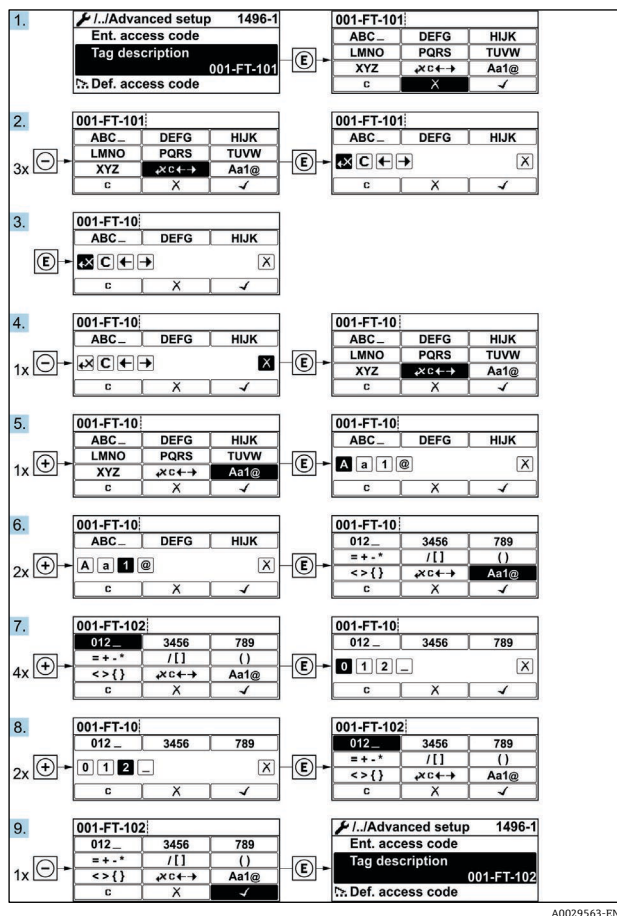 1.
/../Advanced setup 1496-1
Ent. access code
Tag description
001-FT-101
Def. access code
E
001-FT-101
ABC_ DEFG HIJK
LMNO PQRS TUVW
XYZ ↩×C←→ Aa1@
C X ✓
2.
3x −
001-FT-101
ABC_ DEFG HIJK
LMNO PQRS TUVW
XYZ ↩×C←→ Aa1@
C X ✓
E
001-FT-101
ABC_ DEFG HIJK
↩× C ← → X
C X ✓
3.
E
001-FT-10
ABC_ DEFG HIJK
↩× C ← → X
C X ✓
4.
1x −
001-FT-10
ABC_ DEFG HIJK
↩× C ← → X
C X ✓
E
001-FT-10
ABC_ DEFG HIJK
LMNO PQRS TUVW
XYZ ↩×C←→ Aa1@
C X ✓
5.
1x +
001-FT-10
ABC_ DEFG HIJK
LMNO PQRS TUVW
XYZ ↩×C←→ Aa1@
C X ✓
E
001-FT-10
ABC_ DEFG HIJK
A a 1 @ X
C X ✓
6.
2x +
001-FT-10
ABC_ DEFG HIJK
A a 1 @ X
C X ✓
E
001-FT-10
012_ 3456 789
=+-* /[] ()
<>{} ↩×C←→ Aa1@
C X ✓
7.
4x +
001-FT-102
012_ 3456 789
=+-* /[] ()
<>{} ↩×C←→ Aa1@
C X ✓
E
001-FT-10
012_ 3456 789
0 1 2 _ X
C X ✓
8.
2x +
001-FT-10
012_ 3456 789
0 1 2 _ X
C X ✓
E
001-FT-102
012_ 3456 789
=+-* /[] ()
<>{} ↩×C←→ Aa1@
C X ✓
9.
1x −
001-FT-102
012_ 3456 789
=+-* /[] ()
<>{} ↩×C←→ Aa1@
C X ✓
E
/../Advanced setup 1496-1
Ent. access code
Tag description
001-FT-102
Def. access code
A0029563-EN